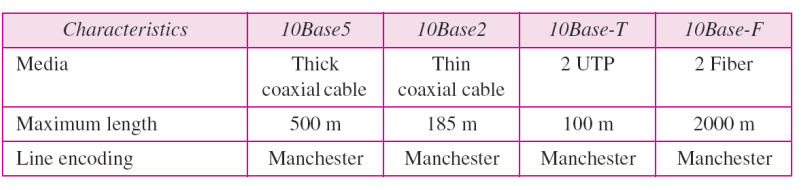 Characteristics 10Base5 10Base2 10Base-T 10Base-F
Media Thick Thin 2 UTP 2 Fiber
coaxial cable coaxial cable
Maximum length 500 m 185 m 100 m 2000 m
Line encoding Manchester Manchester Manchester Manchester